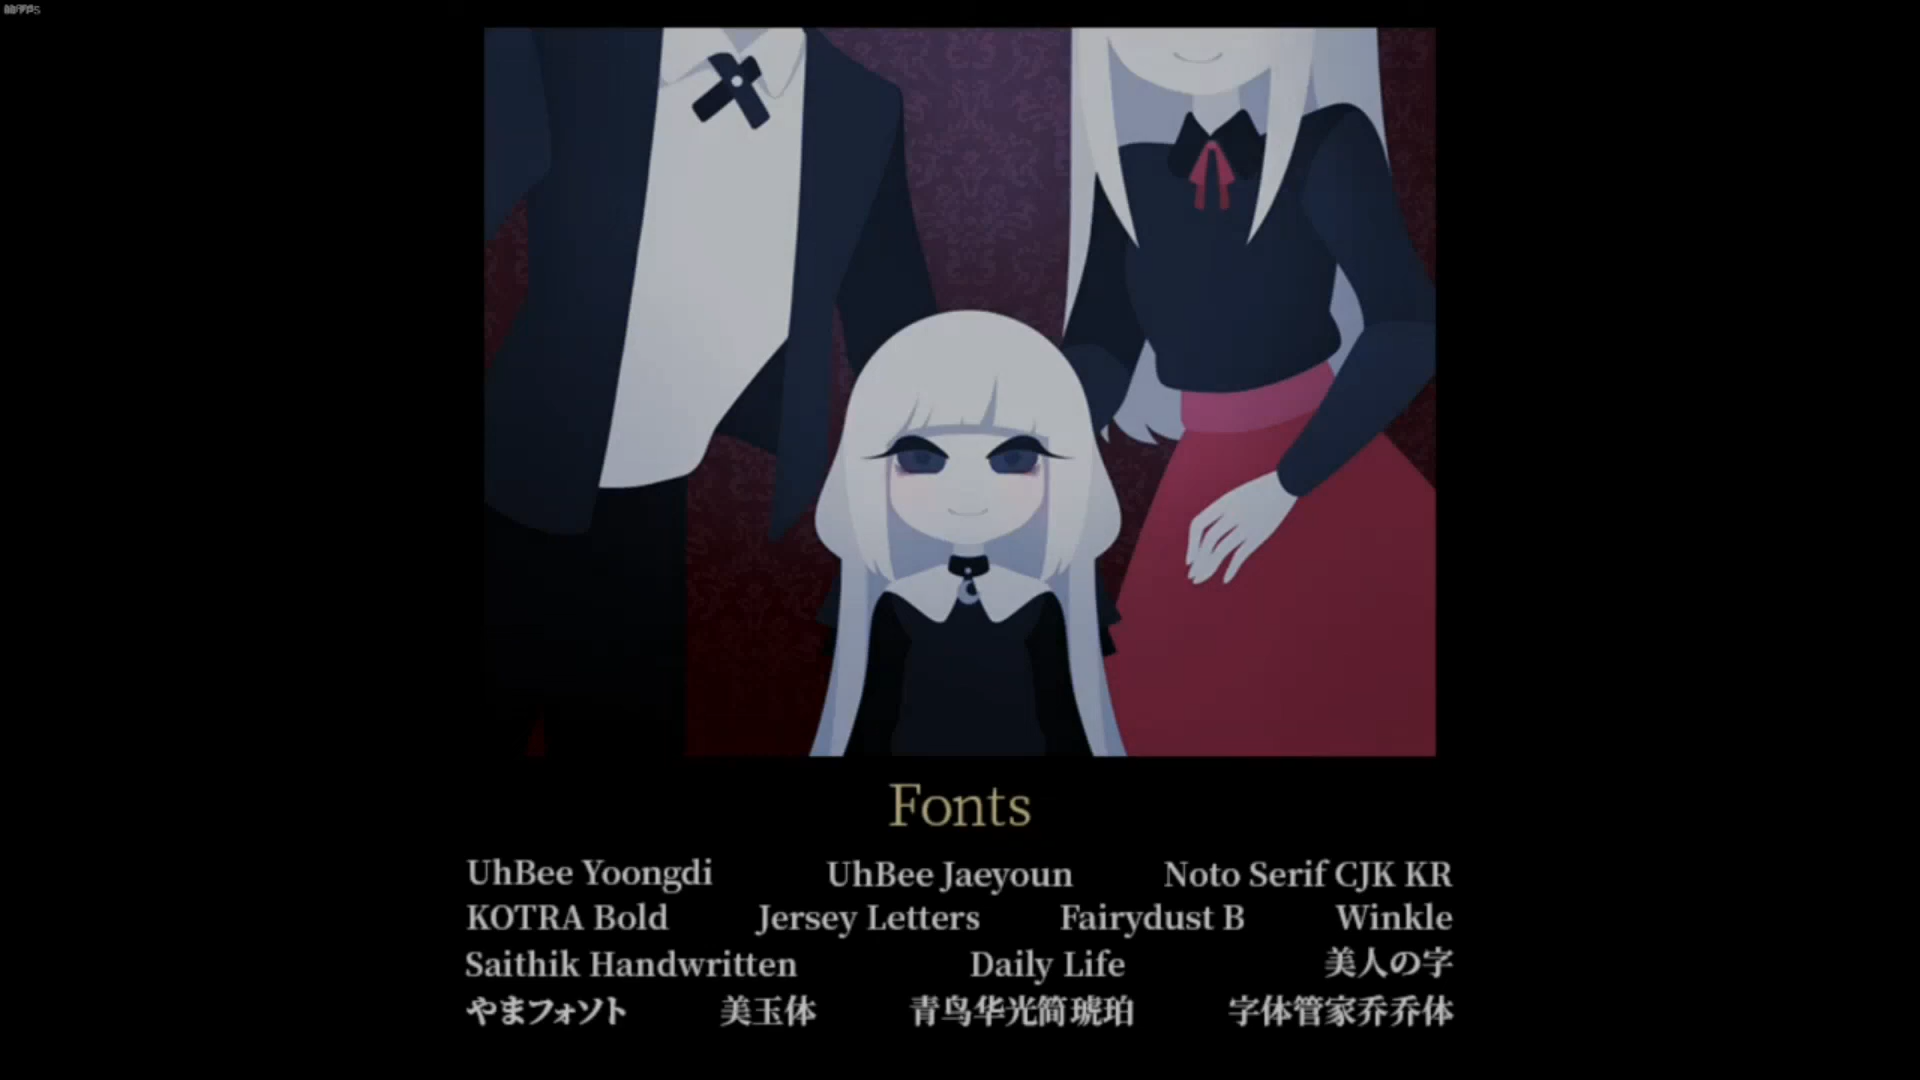 Fonts
UhBee Yoongdi UhBee Jaeyoun Noto Serif CJK KR
KOTRA Bold Jersey Letters Fairydust B Winkle
Saithik Handwritten Daily Life 美人の字
やまフォント 美玉体 青鸟华光简琥珀 字体管家乔乔体